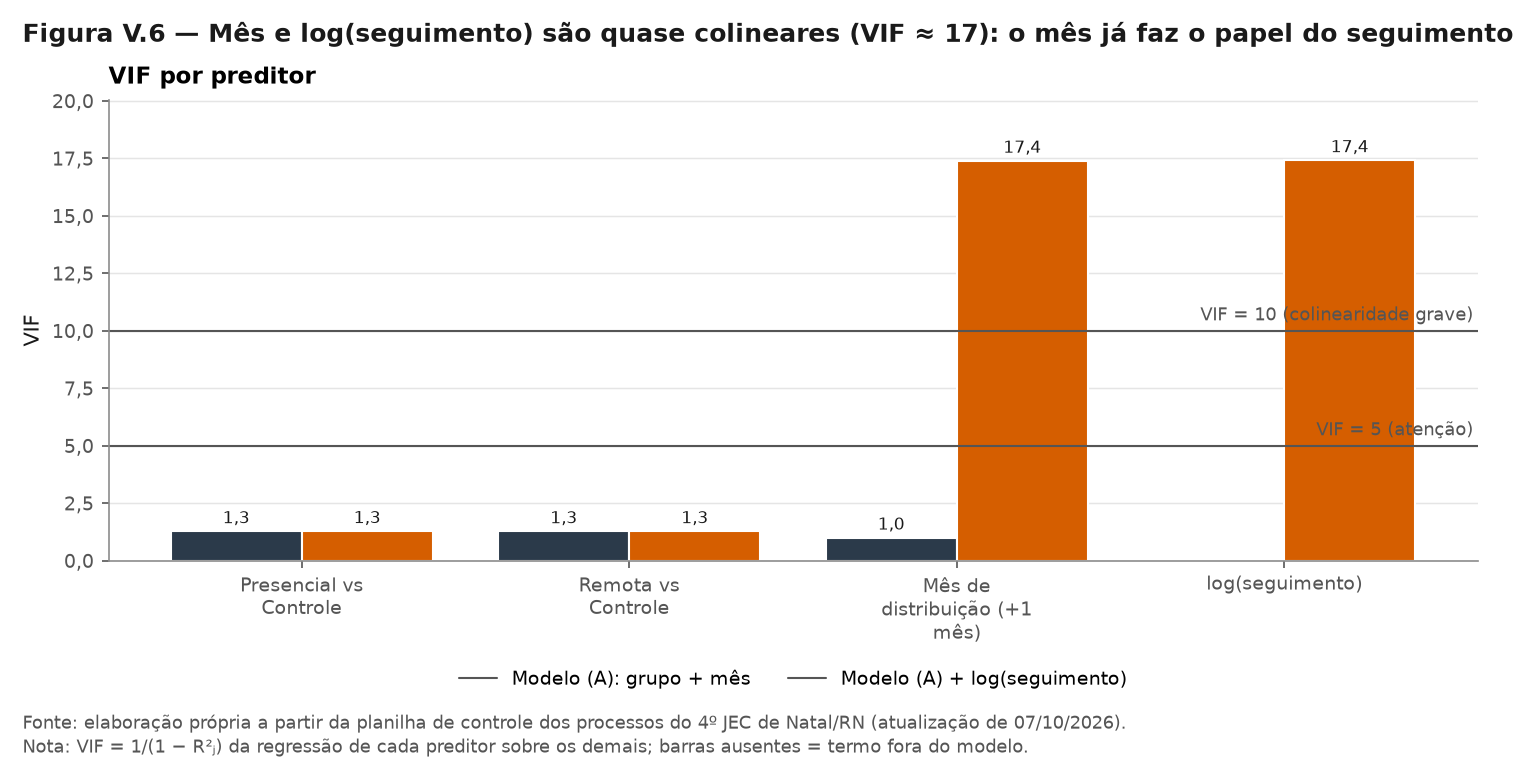 Figura V.6 — Mês e log(seguimento) são quase colineares (VIF ≈ 17): o mês já faz o papel do seguimento
VIF por preditor
VIF
20,0
17,5
15,0
12,5
10,0
7,5
5,0
2,5
0,0
1,3
1,3
1,3
1,3
1,0
17,4
17,4
VIF = 10 (colinearidade grave)
VIF = 5 (atenção)
Presencial vs
Controle
Remota vs
Controle
Mês de
distribuição (+1
mês)
log(seguimento)
Modelo (A): grupo + mês
Modelo (A) + log(seguimento)
Fonte: elaboração própria a partir da planilha de controle dos processos do 4º JEC de Natal/RN (atualização de 07/10/2026).
Nota: VIF = 1/(1 − R²ⱼ) da regressão de cada preditor sobre os demais; barras ausentes = termo fora do modelo.